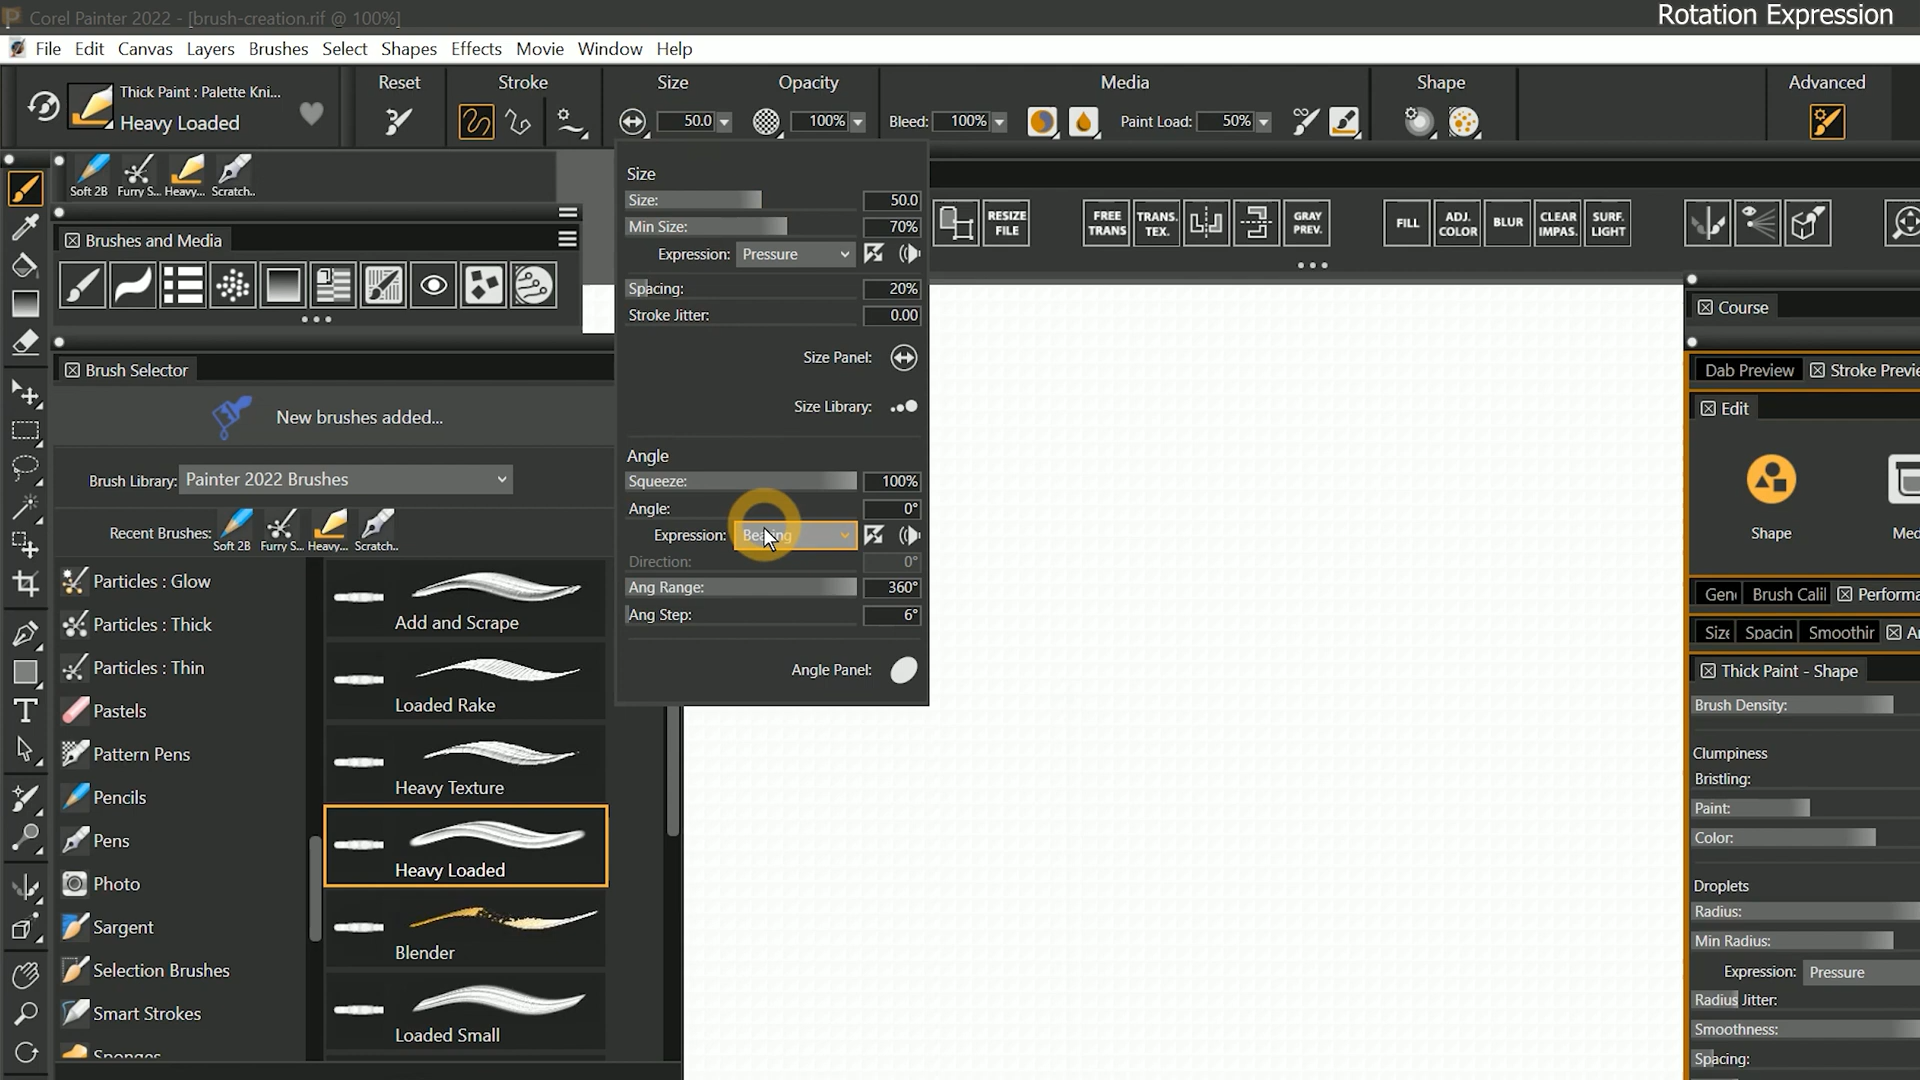 Corel Painter 2022 - [brush-creation.rif @ 100%]
Rotation Expression
File Edit Canvas Layers Brushes Select Shapes Effects Movie Window Help
Reset Stroke Size Opacity Media Shape Advanced
Thick Paint : Palette Kni...
Heavy Loaded
50.0 100% Bleed: 100% Paint Load: 50%
Soft 2B Furry S... Heavy... Scratch..
Brushes and Media
RESIZE FILE
FREE TRANS
TRANS. TEX.
GRAY PREV.
FILL
ADJ. COLOR
BLUR
CLEAR IMPAS.
SURF. LIGHT
Size
Size: 50.0
Min Size: 70%
Expression: Pressure
Spacing: 20%
Stroke Jitter: 0.00
Size Panel:
Size Library:
Angle
Squeeze: 100%
Angle: 0°
Expression: Bearing
Direction: 0°
Ang Range: 360°
Ang Step: 6°
Angle Panel:
Brush Selector
New brushes added...
Brush Library: Painter 2022 Brushes
Recent Brushes: Soft 2B Furry S... Heavy... Scratch..
Particles : Glow
Particles : Thick
Particles : Thin
Pastels
Pattern Pens
Pencils
Pens
Photo
Sargent
Selection Brushes
Smart Strokes
Sponges
Add and Scrape
Loaded Rake
Heavy Texture
Heavy Loaded
Blender
Loaded Small
Course
Dab Preview Stroke Previe
Edit
Shape Med
Gene Brush Cali Performa
Size Spacin Smoothin An
Thick Paint - Shape
Brush Density:
Clumpiness
Bristling:
Paint:
Color:
Droplets
Radius:
Min Radius:
Expression: Pressure
Radius Jitter:
Smoothness:
Spacing: